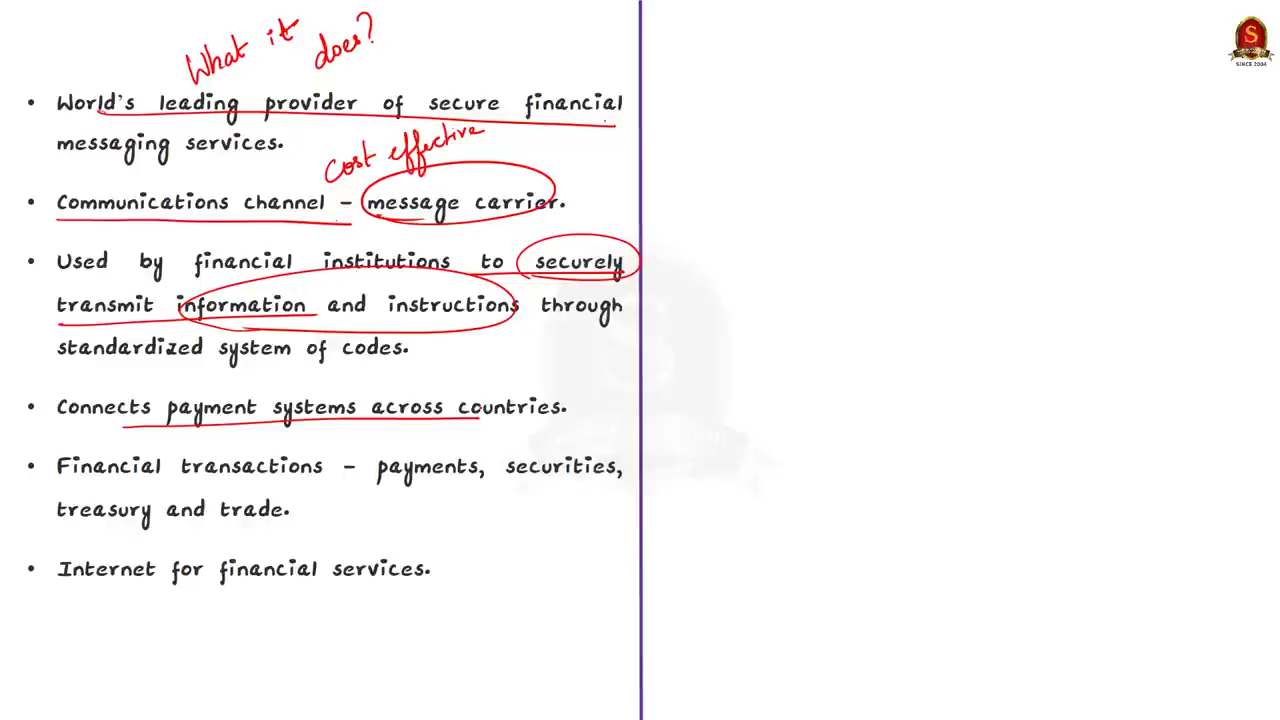 What it does?
• World's leading provider of secure financial
messaging services.
cost effective
• Communications channel – message carrier.
• Used by financial institutions to securely
transmit information and instructions through
standardized system of codes.
• Connects payment systems across countries.
• Financial transactions – payments, securities,
treasury and trade.
• Internet for financial services.
S
SINCE 2004